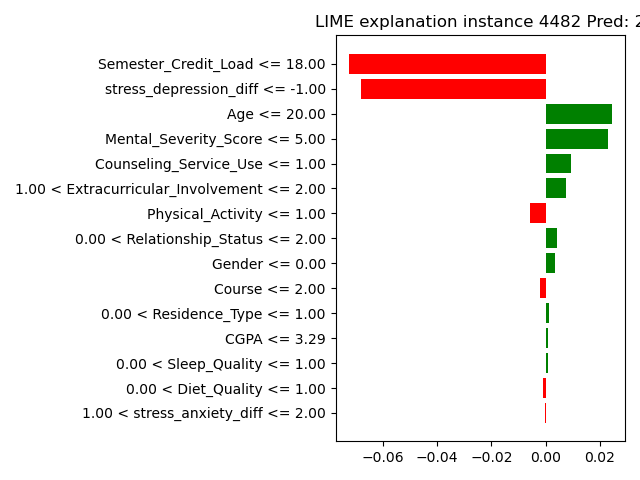 LIME explanation instance 4482 Pred: 2
Semester_Credit_Load <= 18.00
stress_depression_diff <= -1.00
Age <= 20.00
Mental_Severity_Score <= 5.00
Counseling_Service_Use <= 1.00
1.00 < Extracurricular_Involvement <= 2.00
Physical_Activity <= 1.00
0.00 < Relationship_Status <= 2.00
Gender <= 0.00
Course <= 2.00
0.00 < Residence_Type <= 1.00
CGPA <= 3.29
0.00 < Sleep_Quality <= 1.00
0.00 < Diet_Quality <= 1.00
1.00 < stress_anxiety_diff <= 2.00
−0.06 −0.04 −0.02 0.00 0.02